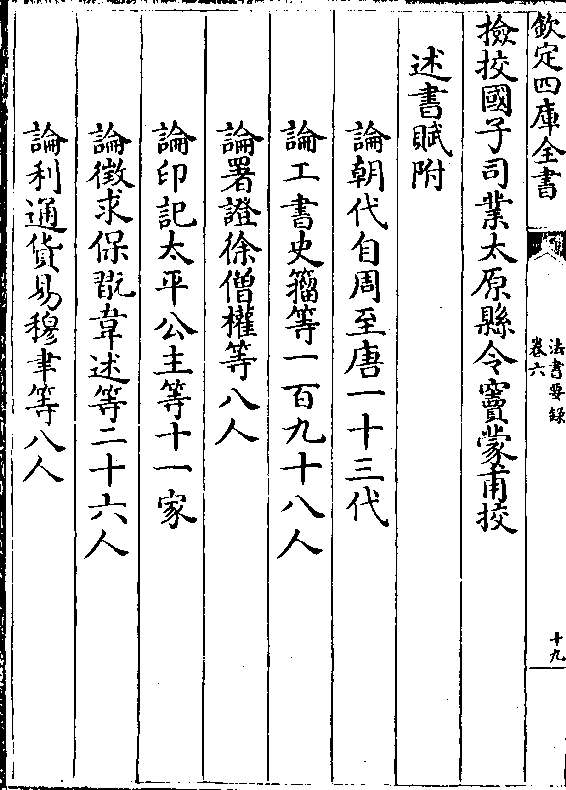 欽定四庫全書
法書要錄
卷六
十九
撿挍國子司業太原縣令竇蒙甫挍
述書賦附
論朝代自周至唐一十三代
論工書史籕等一百九十八人
論署證徐僧權等八人
論印記太平公主等十一家
論徵求保翫韋述等二十六人
論利通貨易穆聿等八人